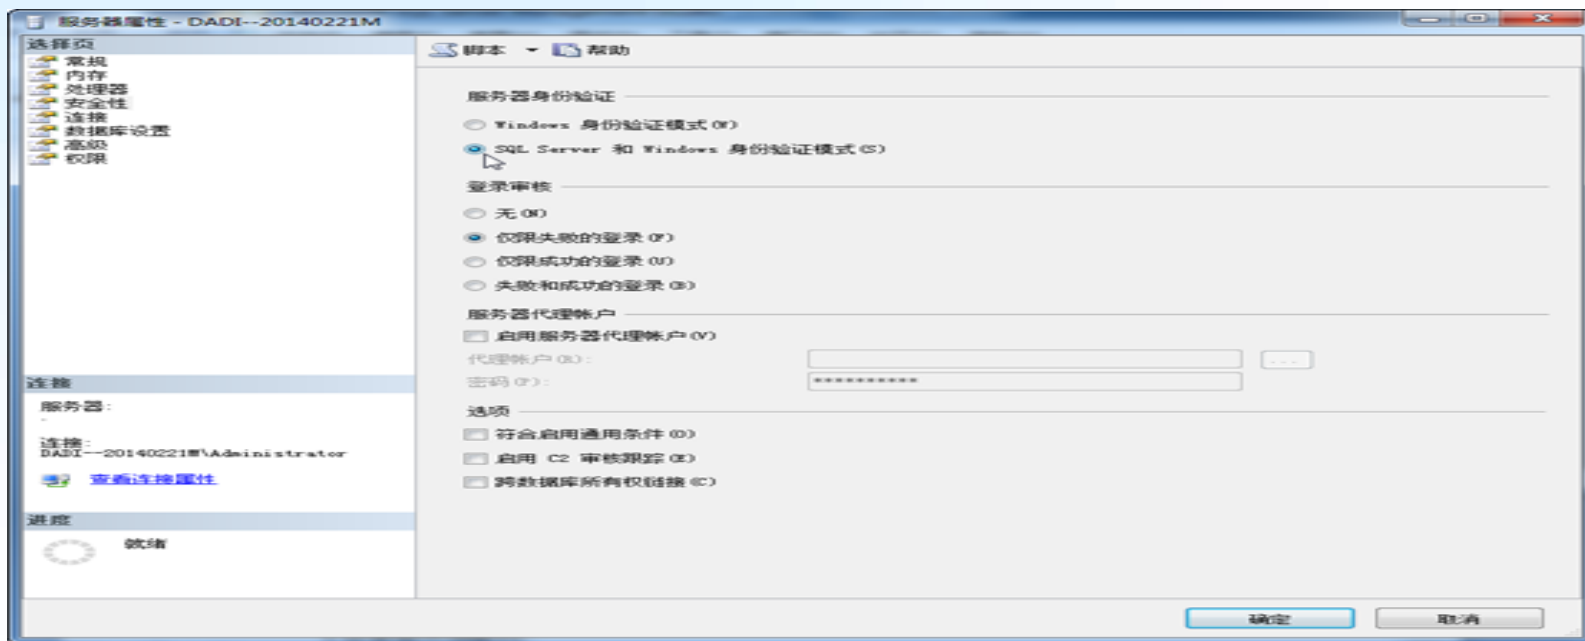 服务器属性 - DADI--20140221M
选择页
常规
内存
处理器
安全性
连接
数据库设置
高级
权限
连接
服务器:
.
连接:
DADI--20140221M\Administrator
查看连接属性
进度
就绪
脚本 帮助
服务器身份验证
Windows 身份验证模式(W)
SQL Server 和 Windows 身份验证模式(S)
登录审核
无(N)
仅限失败的登录(F)
仅限成功的登录(U)
失败和成功的登录(B)
服务器代理帐户
启用服务器代理帐户(V)
代理帐户(R):
...
密码(P):
**********
选项
符合启用通用条件(O)
启用 C2 审核跟踪(E)
跨数据库所有权链接(C)
确定
取消